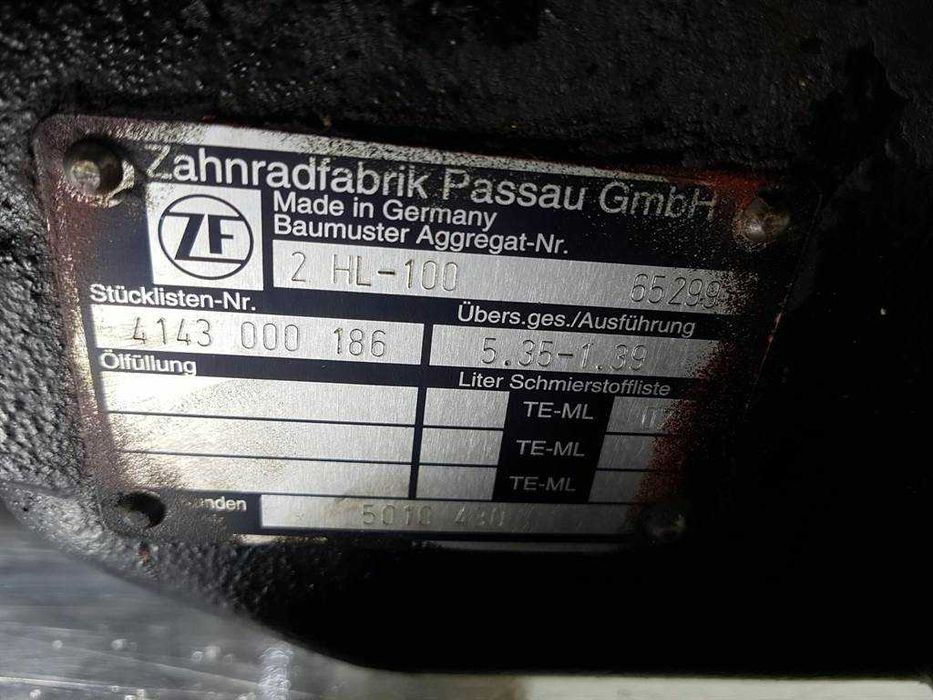 Zahnradfabrik Passau GmbH
ZF
Made in Germany
Baumuster Aggregat-Nr.
2 HL-100 65299
Stücklisten-Nr.
Übers.ges./Ausführung
4143 000 186 5.35-1.39
Ölfüllung
Liter Schmierstoffliste
TE-ML
TE-ML
TE-ML
5010